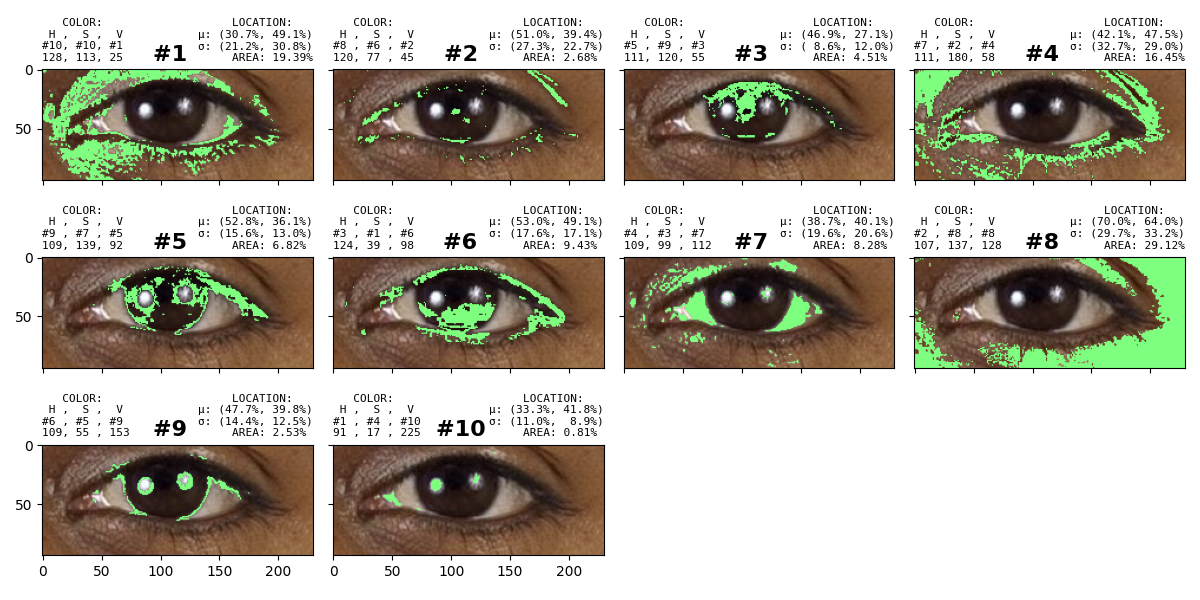 COLOR: LOCATION:
H , S , V μ: (30.7%, 49.1%)
#10, #10, #1 #1 σ: (21.2%, 30.8%)
128, 113, 25 AREA: 19.39%
COLOR: LOCATION:
H , S , V μ: (51.0%, 39.4%)
#8 , #6 , #2 #2 σ: (27.3%, 22.7%)
120, 77 , 45 AREA: 2.68%
COLOR: LOCATION:
H , S , V μ: (46.9%, 27.1%)
#5 , #9 , #3 #3 σ: ( 8.6%, 12.0%)
111, 120, 55 AREA: 4.51%
COLOR: LOCATION:
H , S , V μ: (42.1%, 47.5%)
#7 , #2 , #4 #4 σ: (32.7%, 29.0%)
111, 180, 58 AREA: 16.45%
0
50
COLOR: LOCATION:
H , S , V μ: (52.8%, 36.1%)
#9 , #7 , #5 #5 σ: (15.6%, 13.0%)
109, 139, 92 AREA: 6.82%
COLOR: LOCATION:
H , S , V μ: (53.0%, 49.1%)
#3 , #1 , #6 #6 σ: (17.6%, 17.1%)
124, 39 , 98 AREA: 9.43%
COLOR: LOCATION:
H , S , V μ: (38.7%, 40.1%)
#4 , #3 , #7 #7 σ: (19.6%, 20.6%)
109, 99 , 112 AREA: 8.28%
COLOR: LOCATION:
H , S , V μ: (70.0%, 64.0%)
#2 , #8 , #8 #8 σ: (29.7%, 33.2%)
107, 137, 128 AREA: 29.12%
0
50
COLOR: LOCATION:
H , S , V μ: (47.7%, 39.8%)
#6 , #5 , #9 #9 σ: (14.4%, 12.5%)
109, 55 , 153 AREA: 2.53%
COLOR: LOCATION:
H , S , V μ: (33.3%, 41.8%)
#1 , #4 , #10 #10 σ: (11.0%, 8.9%)
91 , 17 , 225 AREA: 0.81%
0
50
0 50 100 150 200
0 50 100 150 200